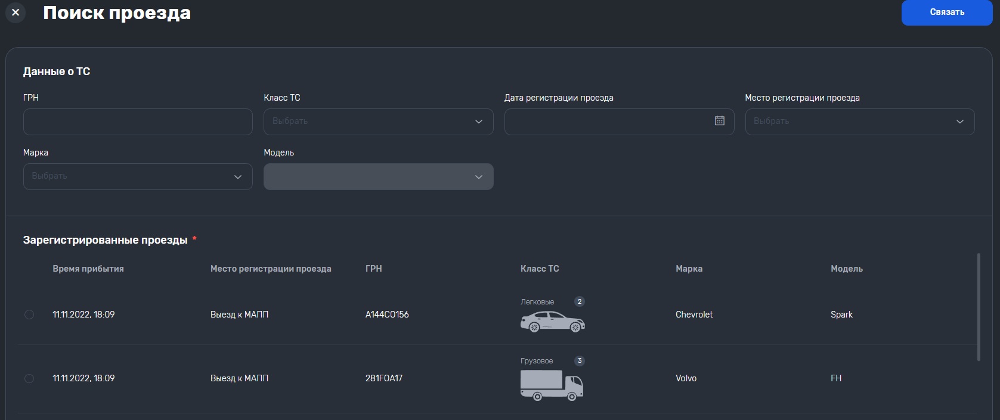 Поиск проезда
Связать
Данные о ТС
ГРН
Класс ТС
Дата регистрации проезда
Место регистрации проезда
Выбрать
Выбрать
Марка
Модель
Выбрать
Зарегистрированные проезды *
Время прибытия
Место регистрации проезда
ГРН
Класс ТС
Марка
Модель
Легковые 2
11.11.2022, 18:09
Выезд к МАПП
A144CO156
Chevrolet
Spark
Грузовое 3
11.11.2022, 18:09
Выезд к МАПП
281FOA17
Volvo
FH